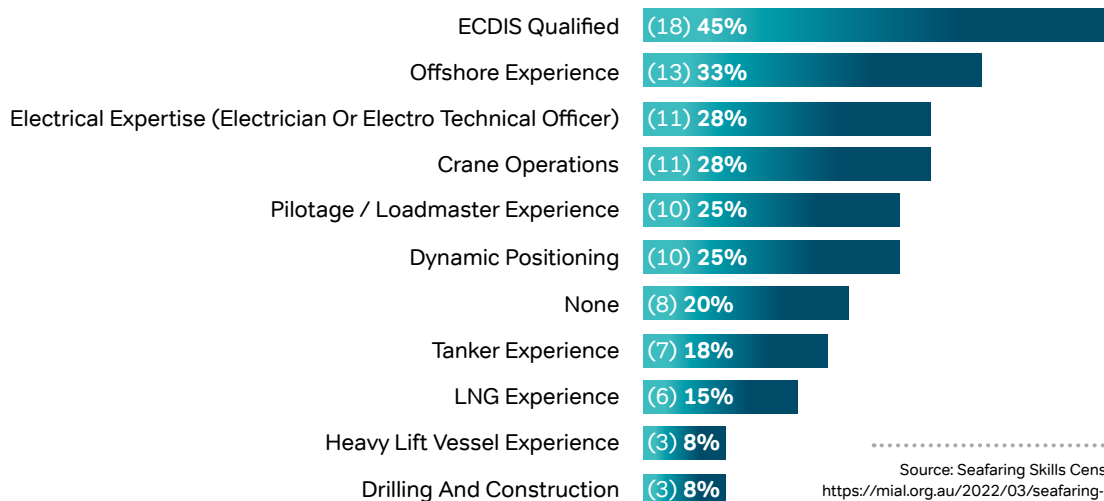 ECDIS Qualified (18) 45%
Offshore Experience (13) 33%
Electrical Expertise (Electrician Or Electro Technical Officer) (11) 28%
Crane Operations (11) 28%
Pilotage / Loadmaster Experience (10) 25%
Dynamic Positioning (10) 25%
None (8) 20%
Tanker Experience (7) 18%
LNG Experience (6) 15%
Heavy Lift Vessel Experience (3) 8%
Drilling And Construction (3) 8%
Source: Seafaring Skills Cens
https://mial.org.au/2022/03/seafaring-